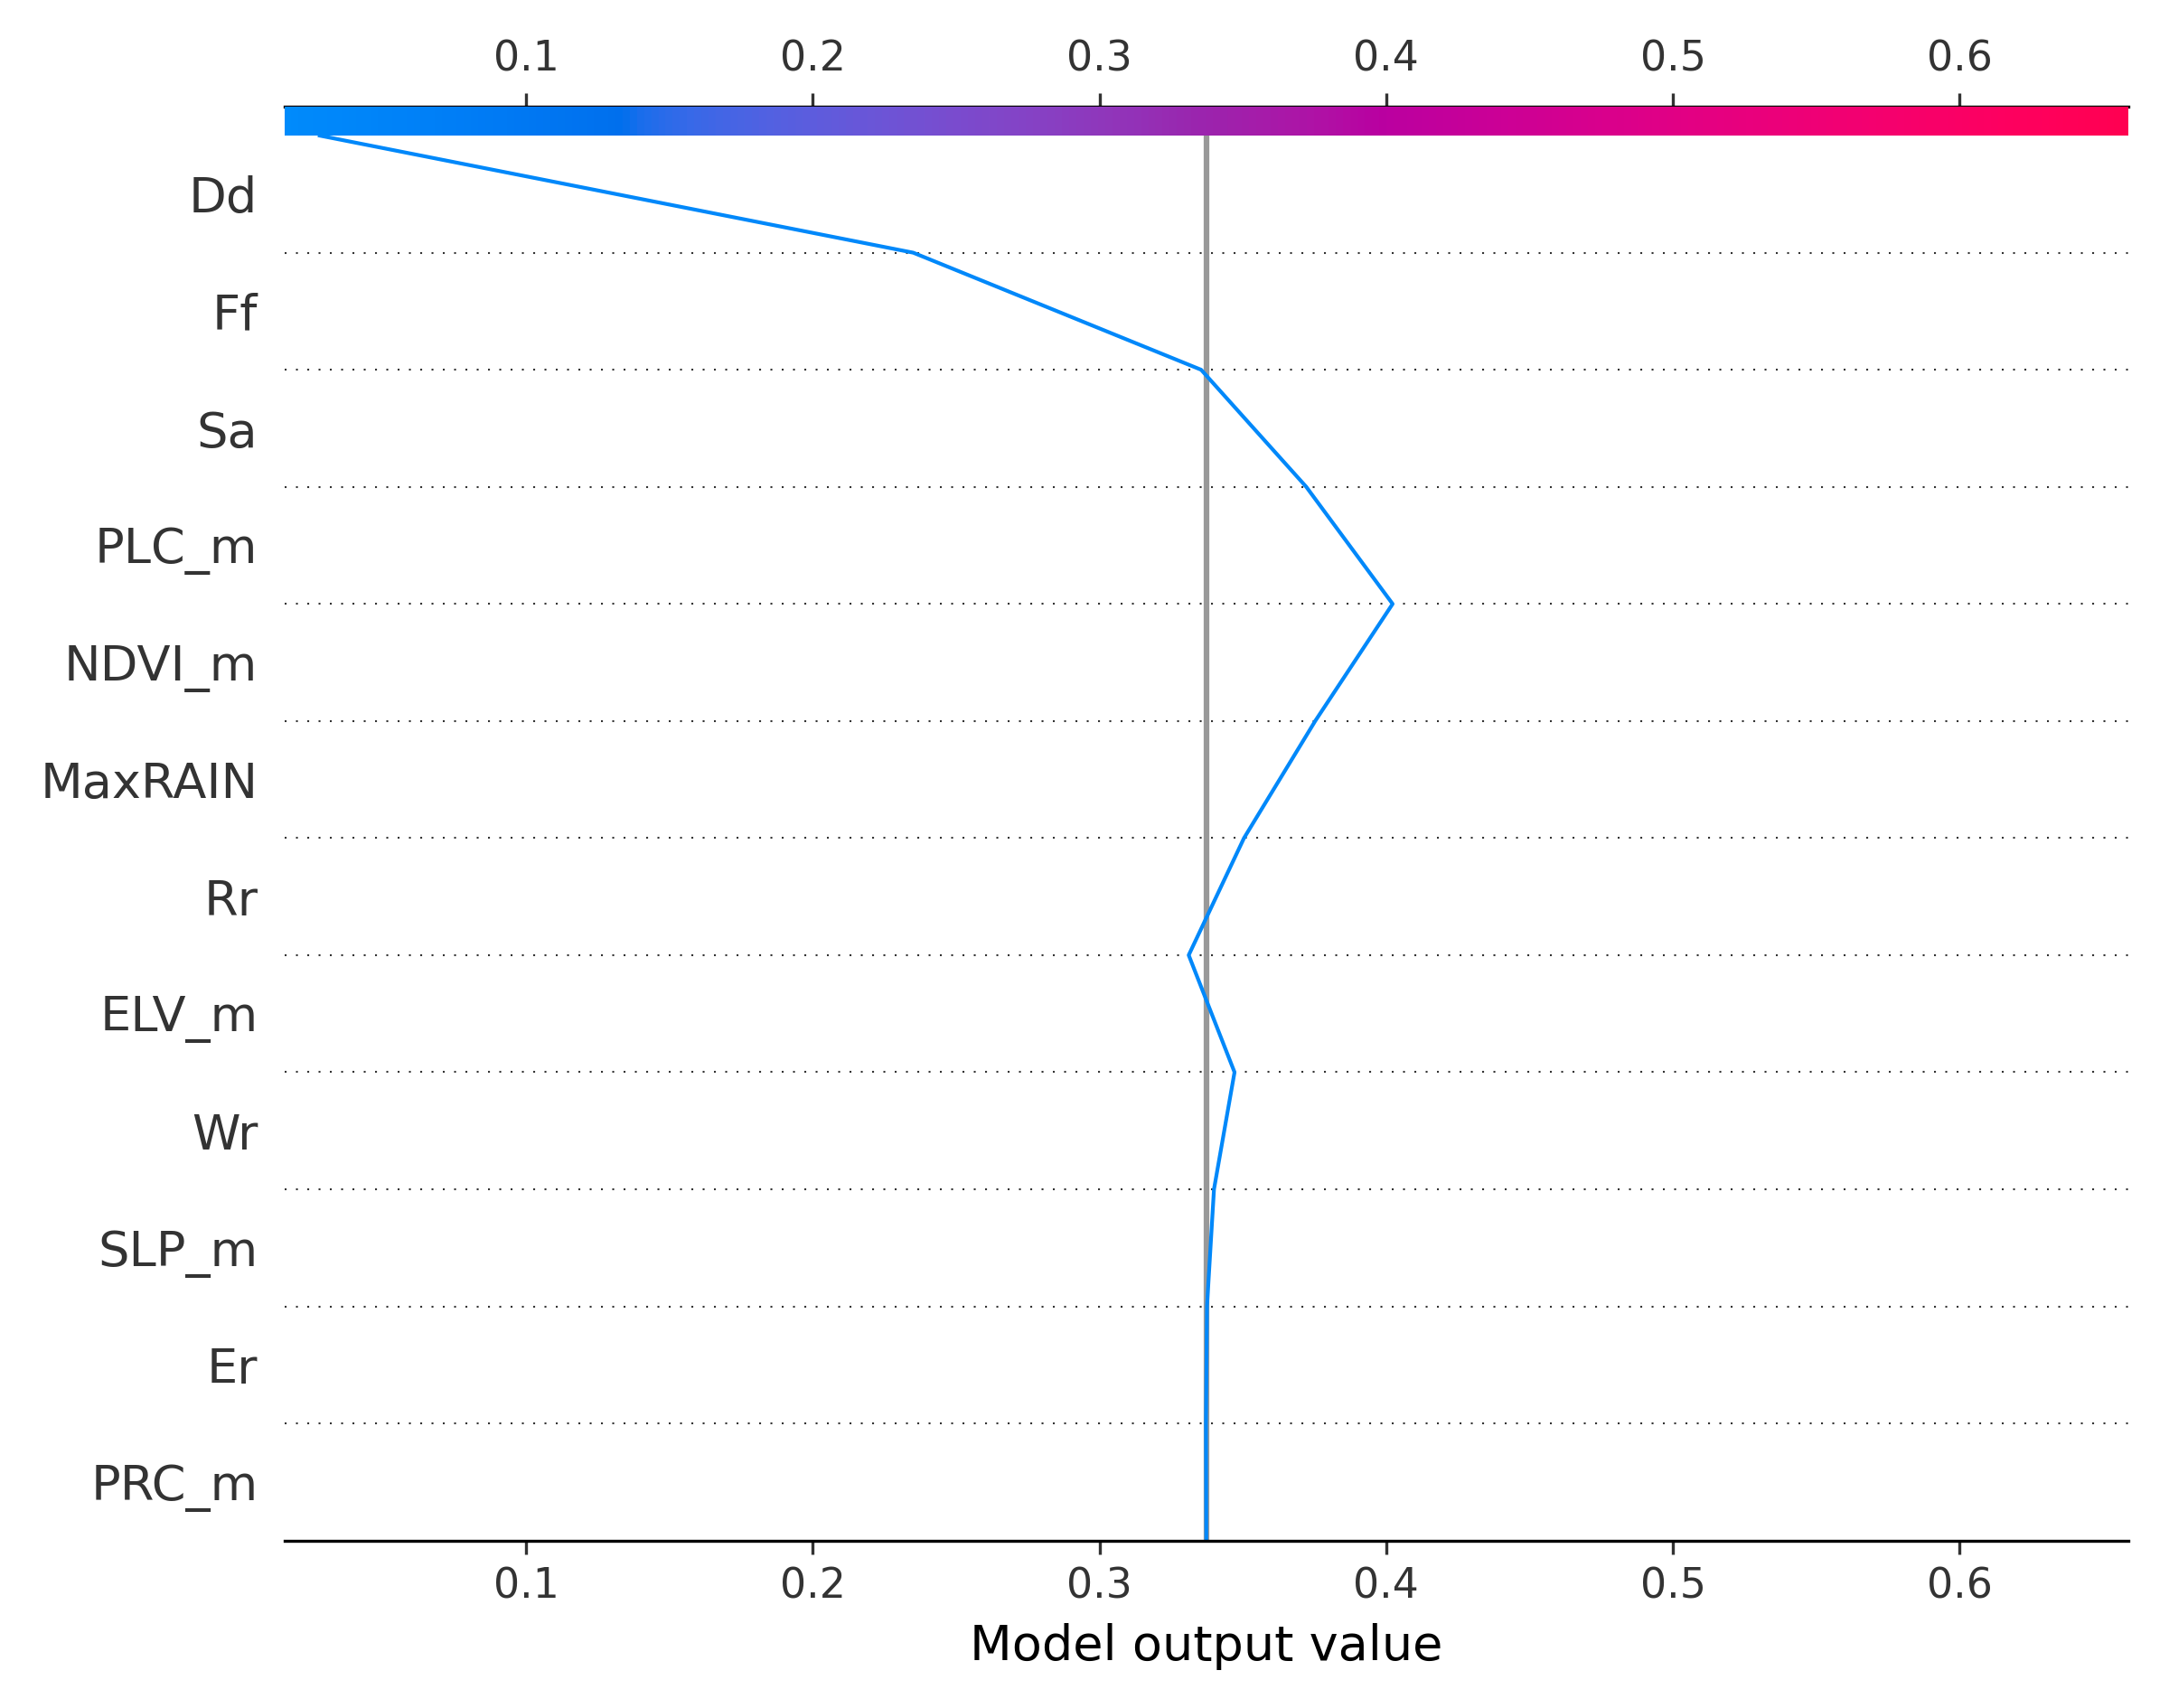 0.1 0.2 0.3 0.4 0.5 0.6
Dd
Ff
Sa
PLC_m
NDVI_m
MaxRAIN
Rr
ELV_m
Wr
SLP_m
Er
PRC_m
0.1 0.2 0.3 0.4 0.5 0.6
Model output value